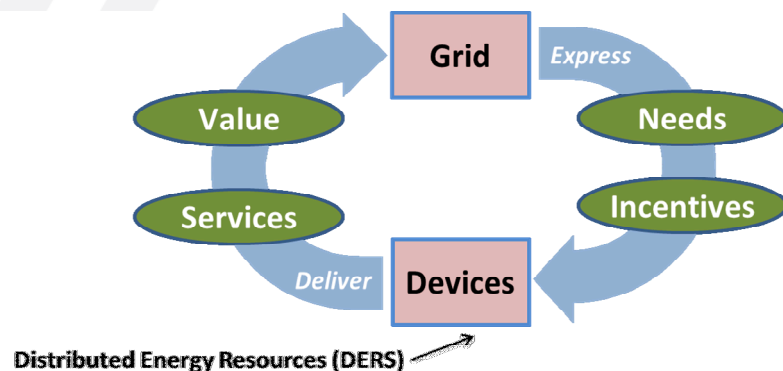 Grid
Express
Value
Needs
Services
Incentives
Deliver
Devices
Distributed Energy Resources (DERS)